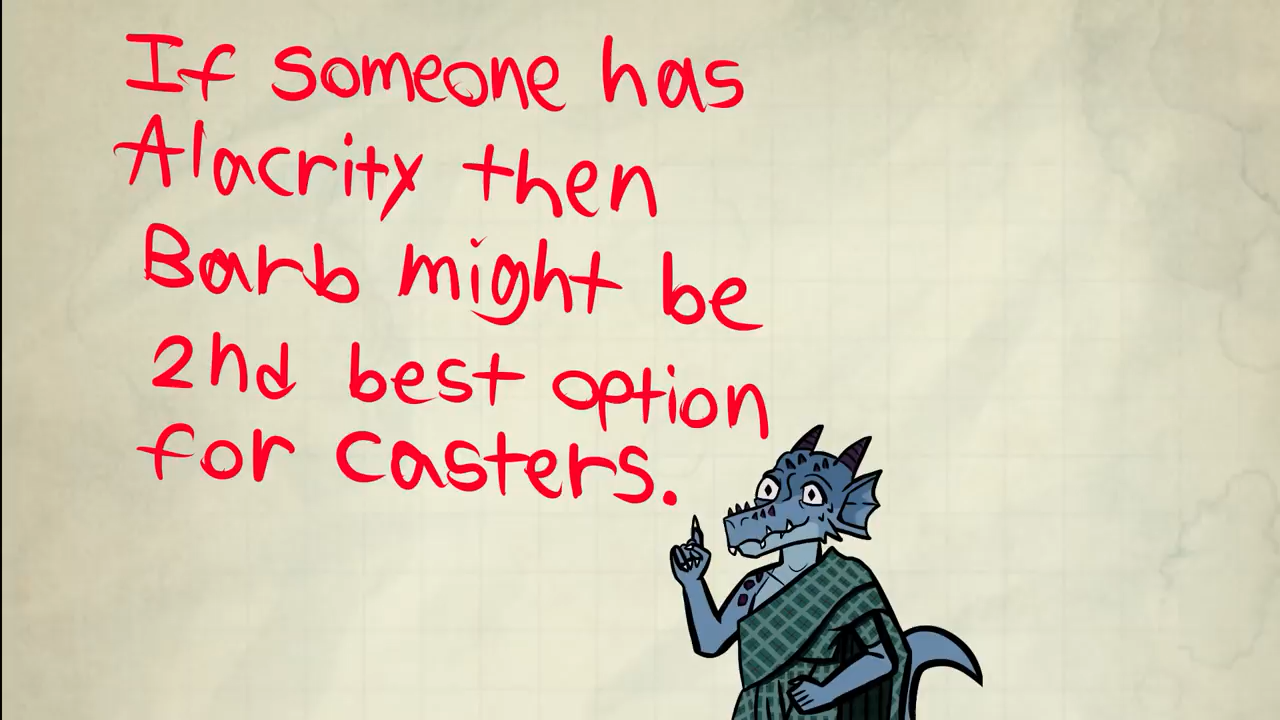 If someone has
Alacrity then
Barb might be
2nd best option
for casters.